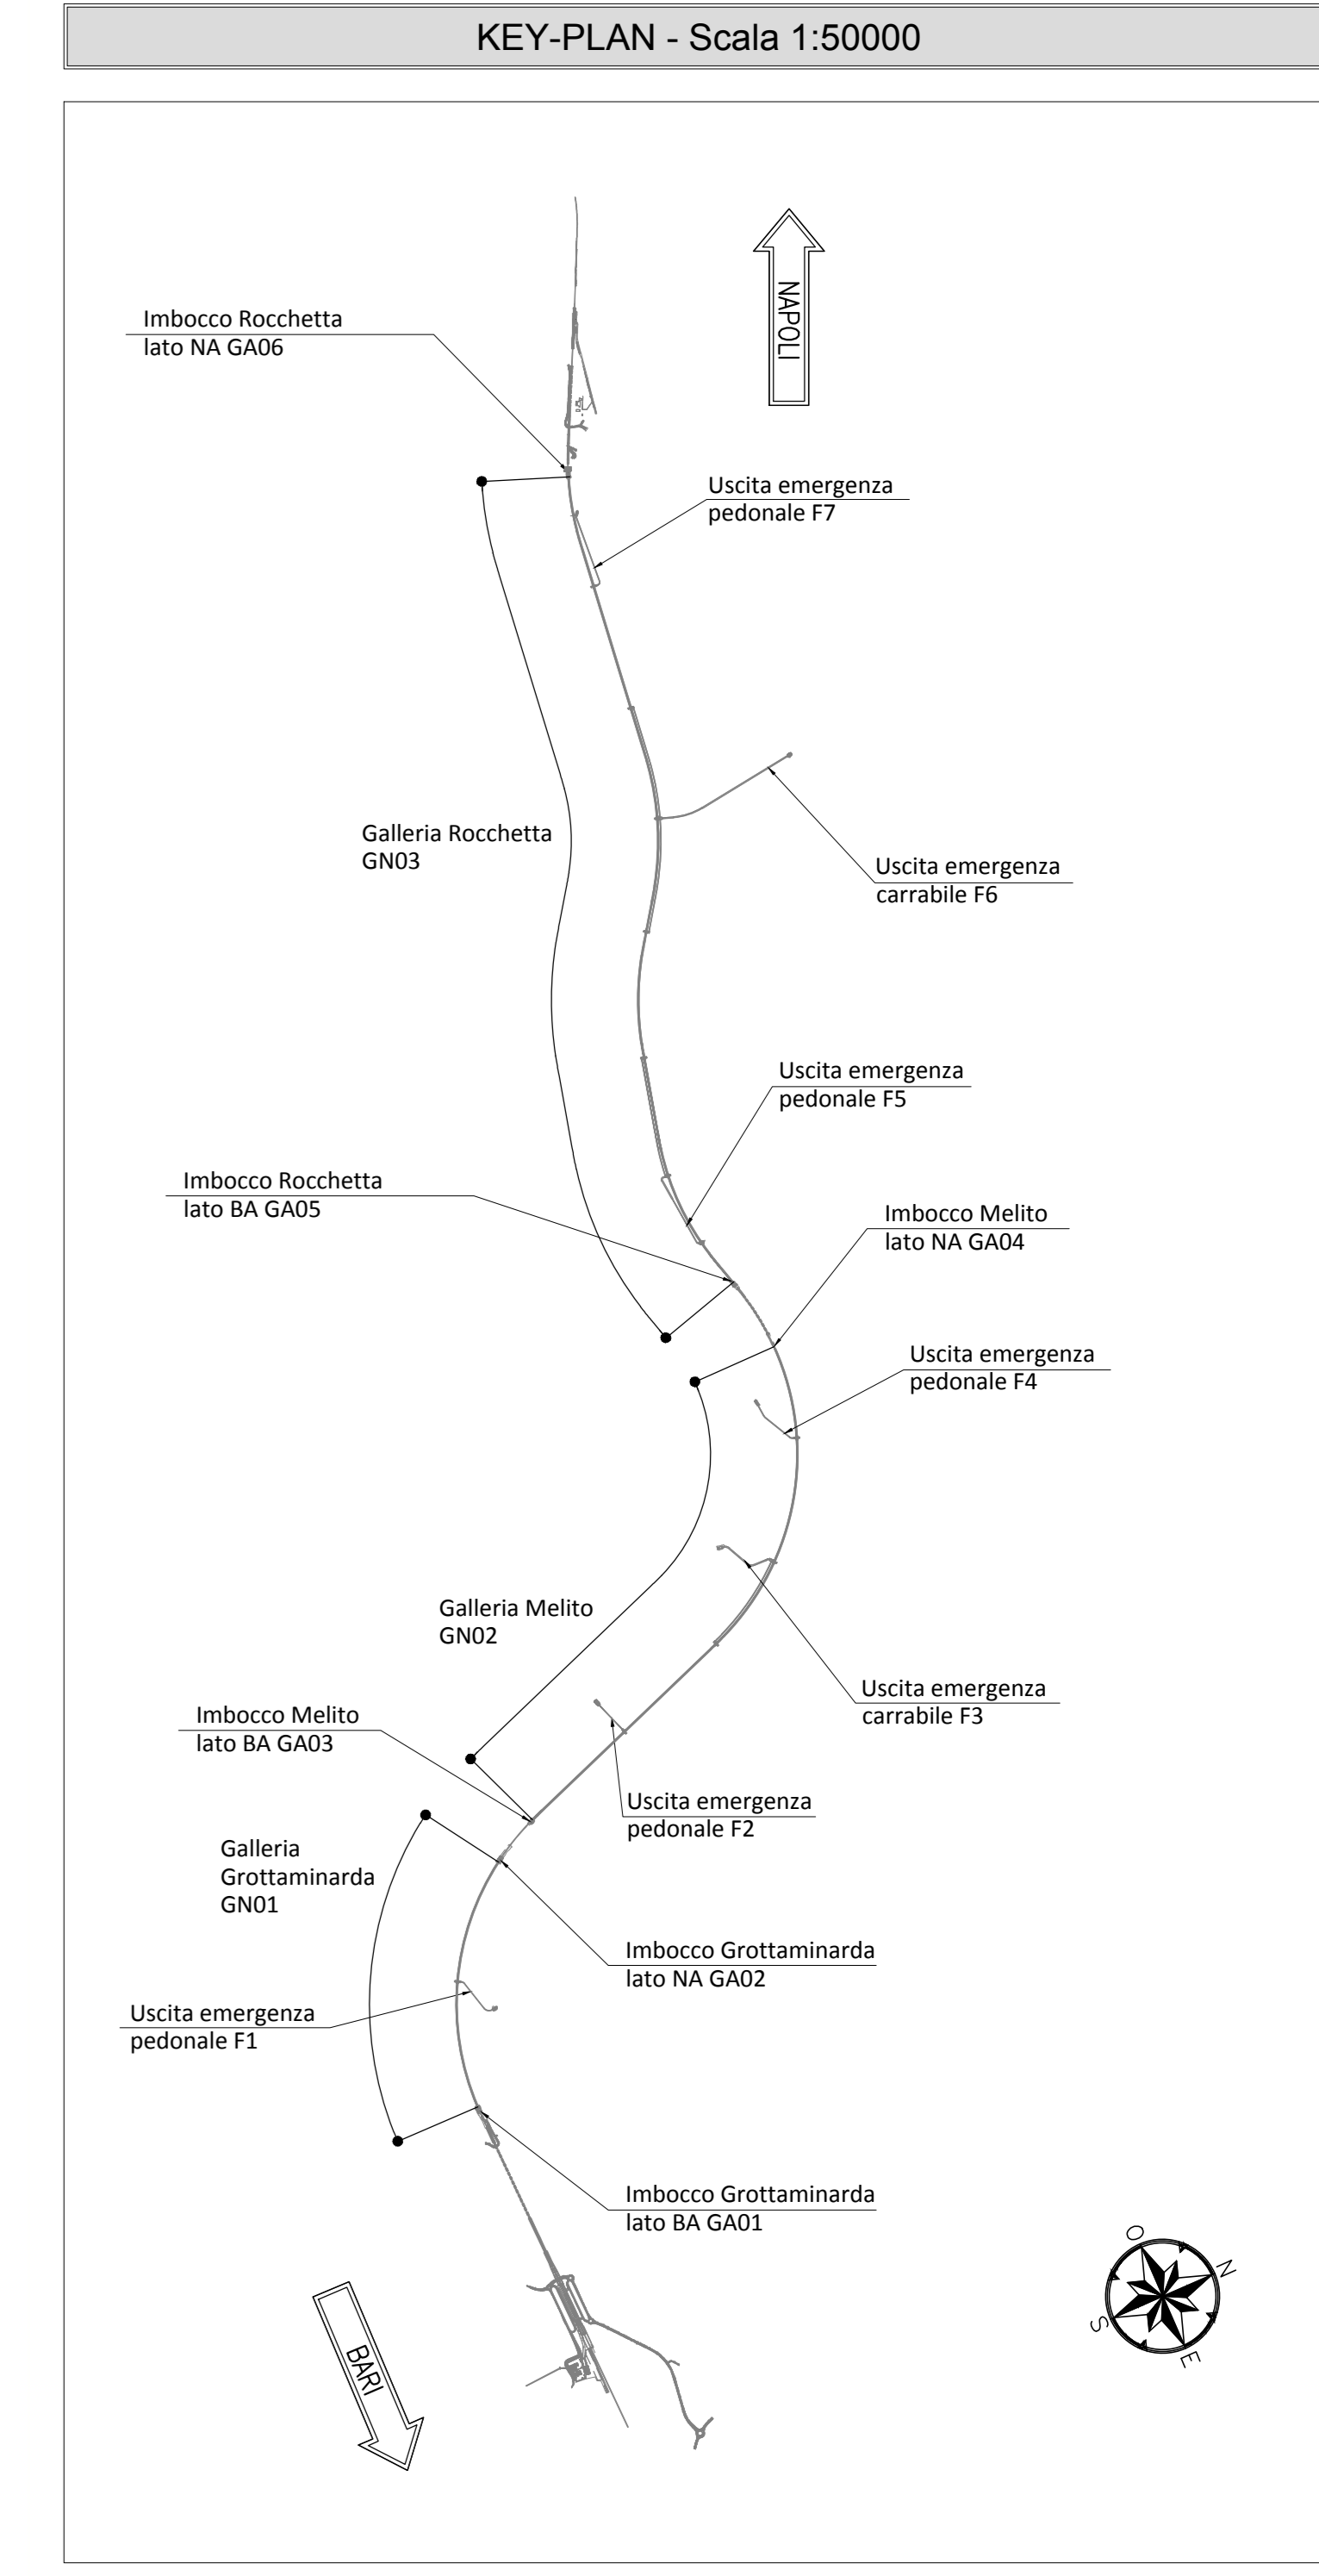 KEY-PLAN - Scala 1:50000
NAPOLI
Imbocco Rocchetta
lato NA GA06
Uscita emergenza
pedonale F7
Galleria Rocchetta
GN03
Uscita emergenza
carrabile F6
Uscita emergenza
pedonale F5
Imbocco Rocchetta
lato BA GA05
Imbocco Melito
lato NA GA04
Uscita emergenza
pedonale F4
Galleria Melito
GN02
Uscita emergenza
carrabile F3
Imbocco Melito
lato BA GA03
Uscita emergenza
pedonale F2
Galleria
Grottaminarda
GN01
Imbocco Grottaminarda
lato NA GA02
Uscita emergenza
pedonale F1
Imbocco Grottaminarda
lato BA GA01
O
N
S
E
BARI